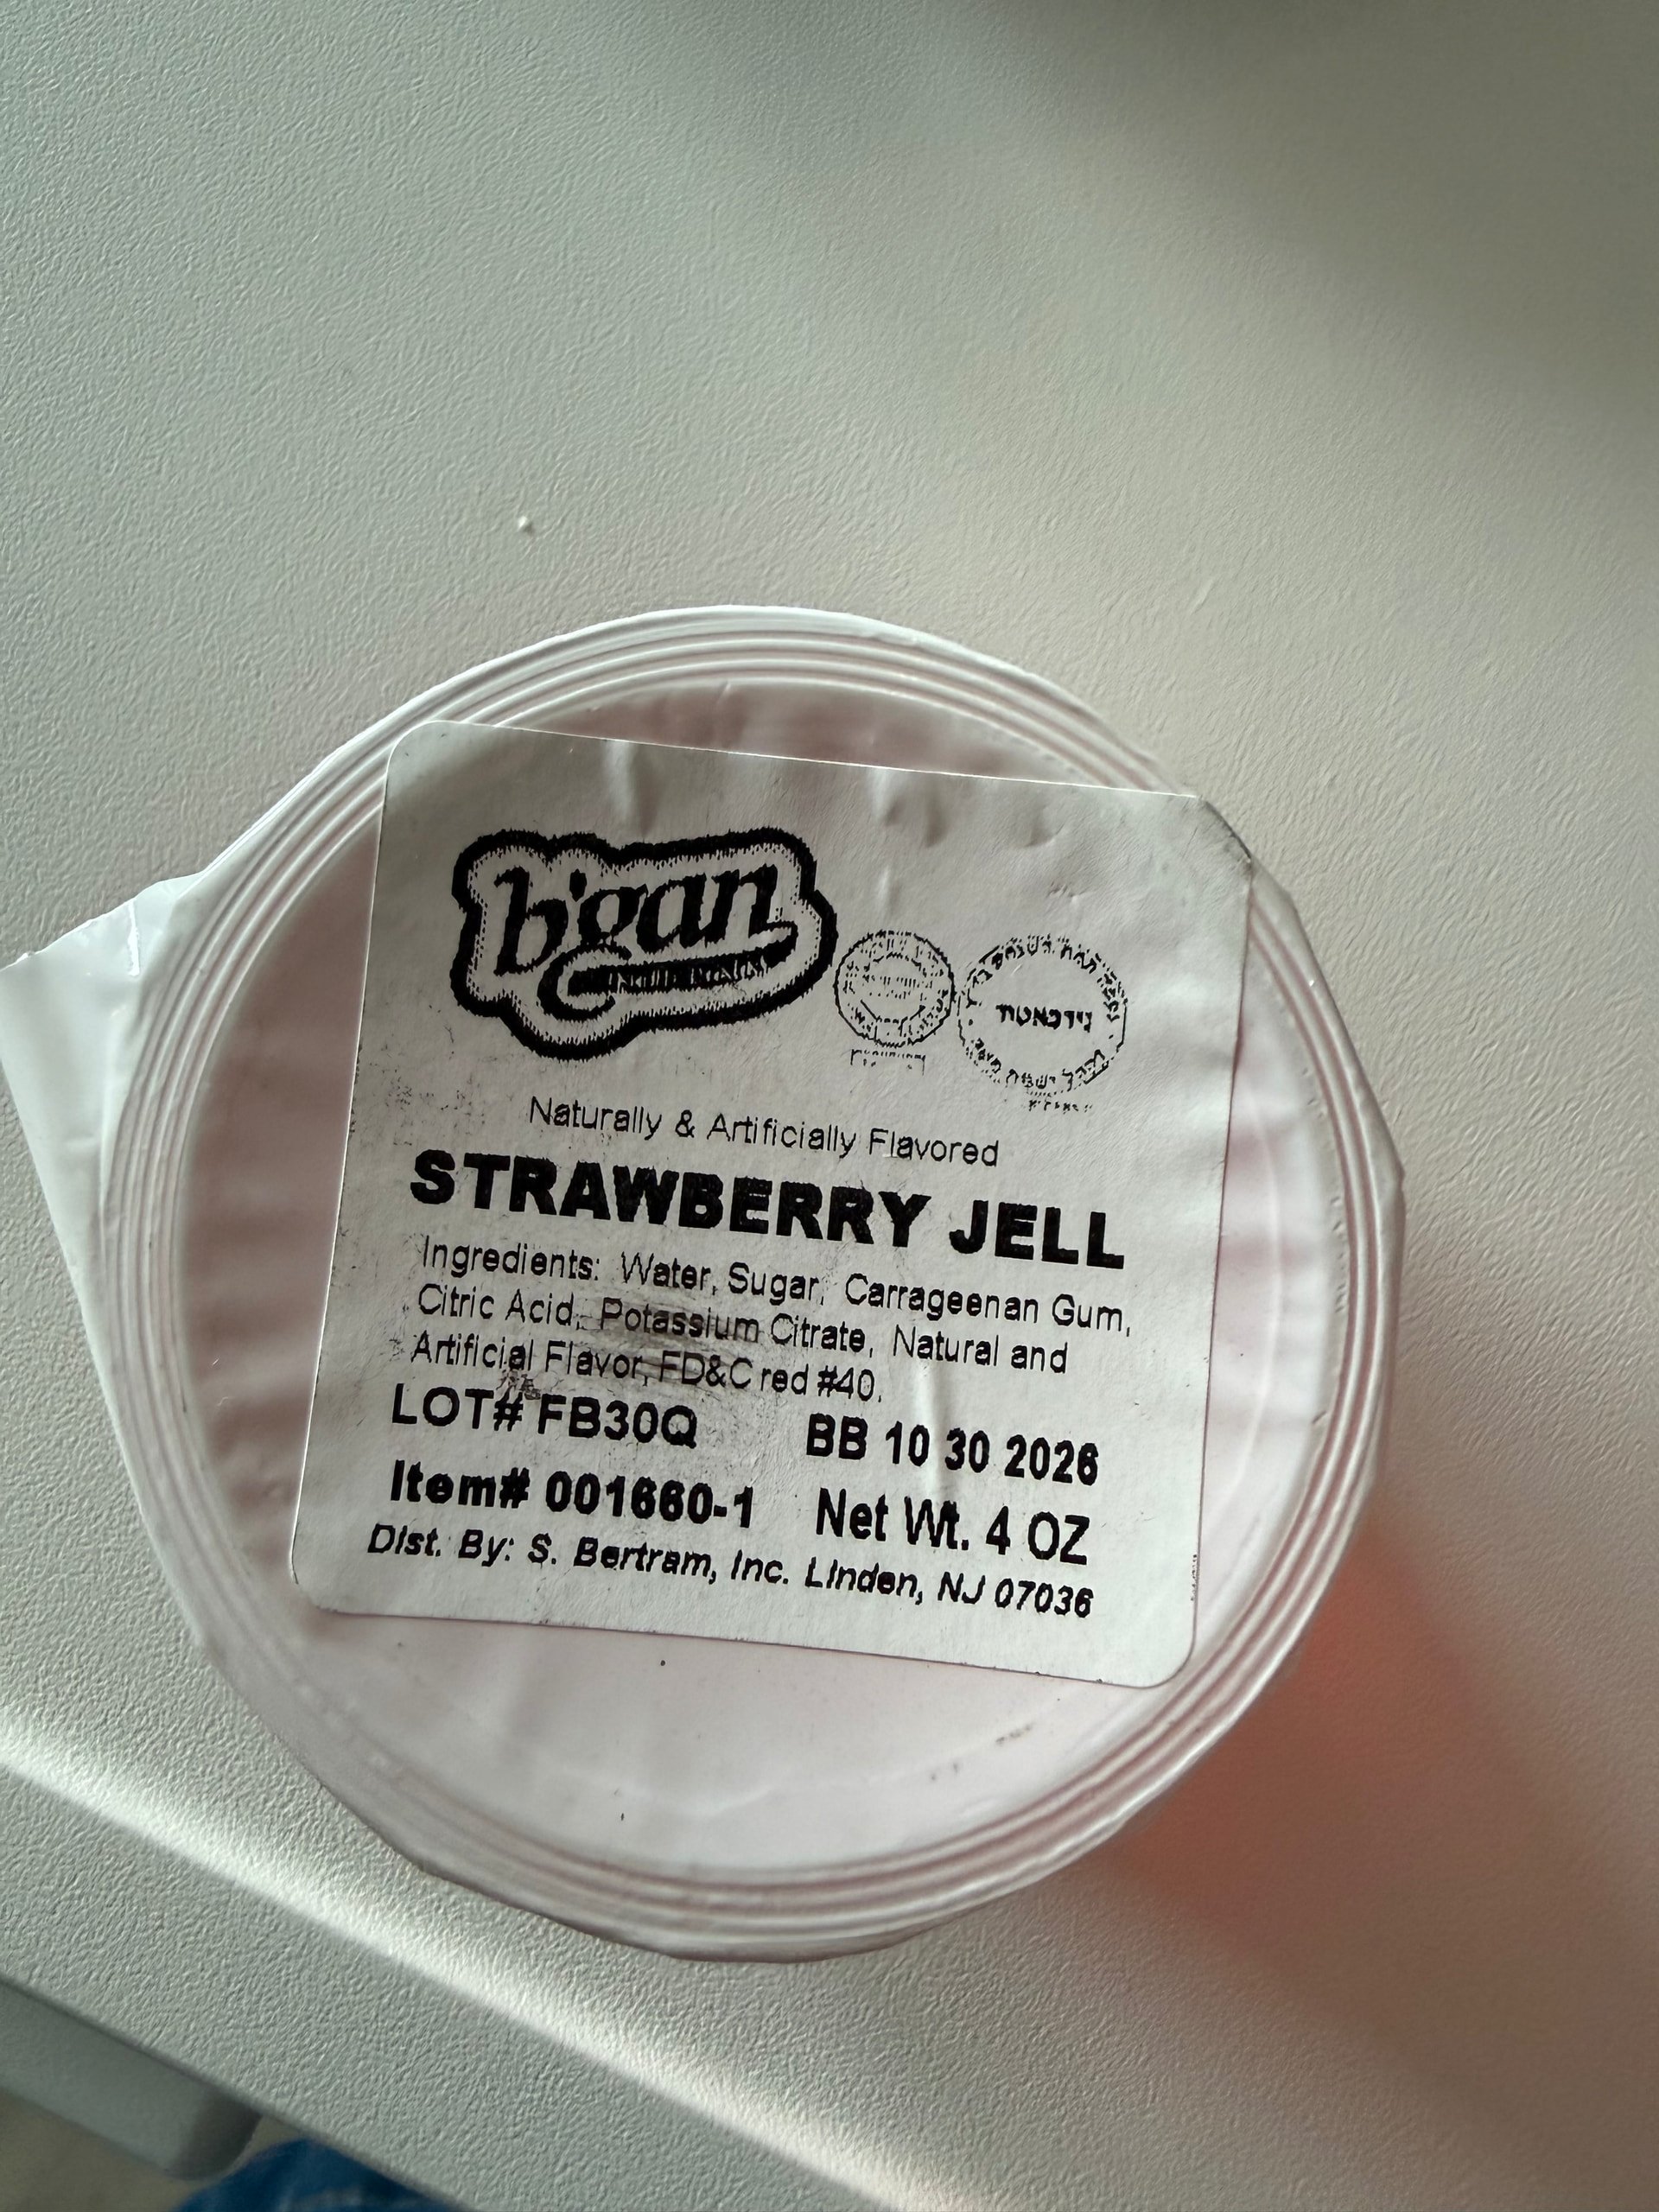 b'gan
Naturally & Artificially Flavored
STRAWBERRY JELL
Ingredients: Water, Sugar, Carrageenan Gum,
Citric Acid, Potassium Citrate, Natural and
Artificial Flavor, FD&C red #40.
LOT# FB30Q BB 10 30 2026
Item# 001660-1 Net Wt. 4 OZ
Dist. By: S. Bertram, Inc. Linden, NJ 07036